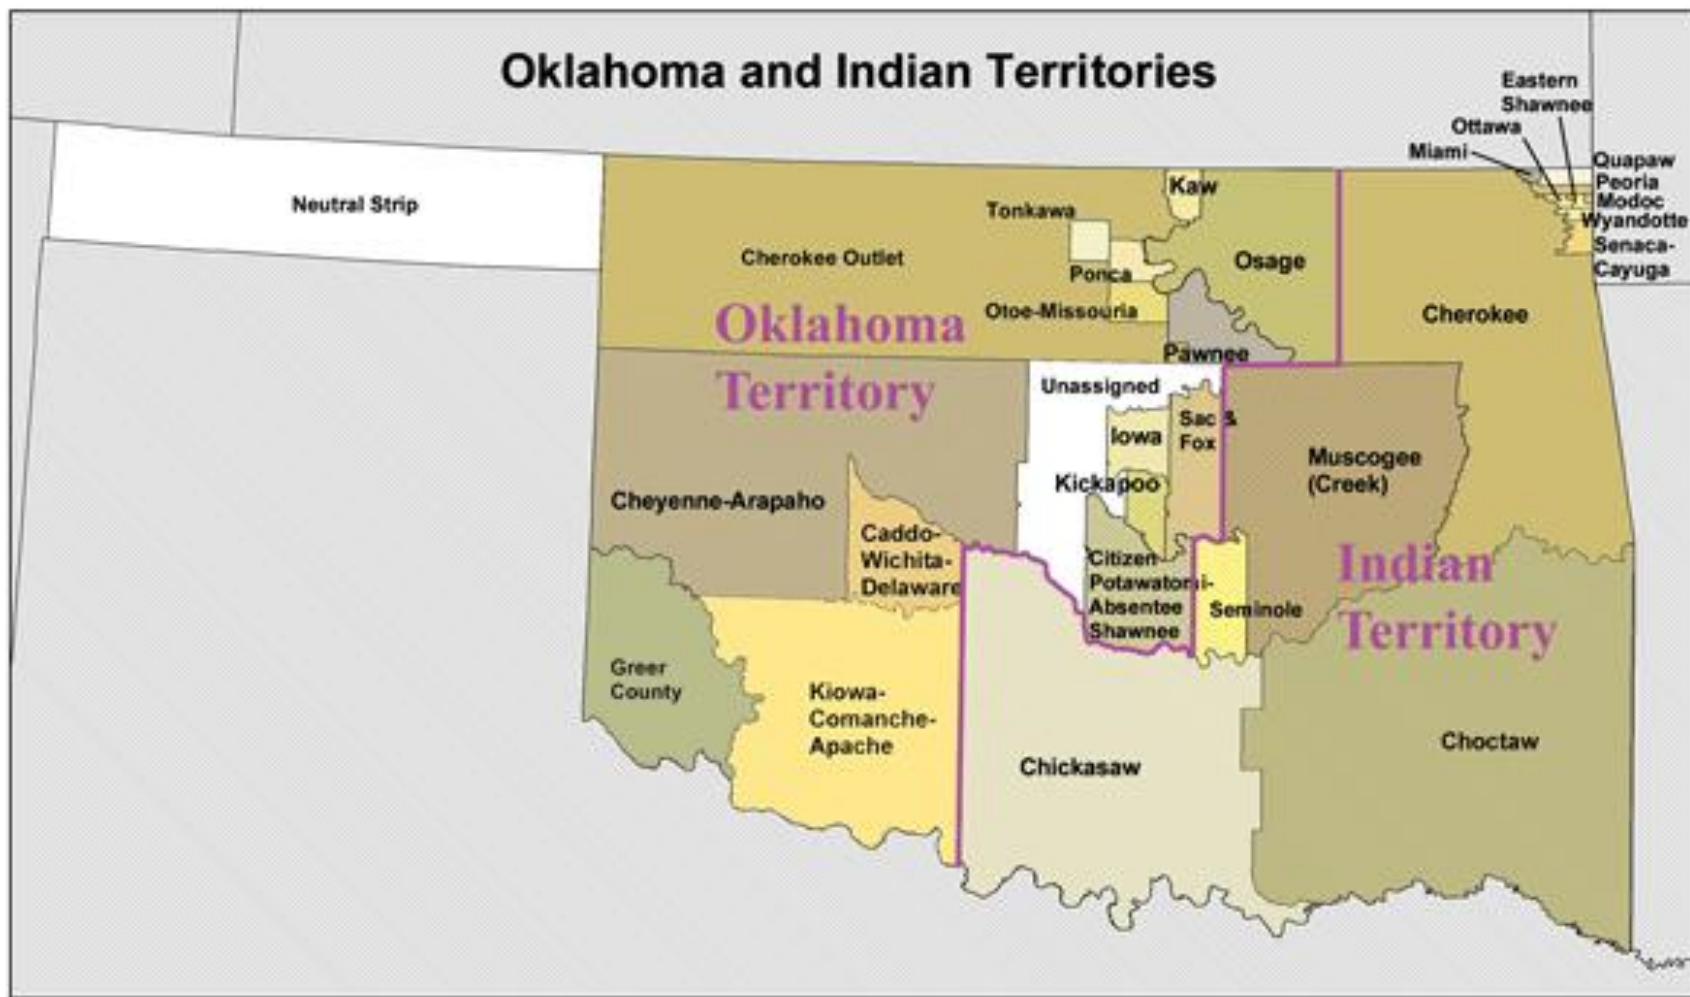 Oklahoma and Indian Territories
Eastern
Shawnee
Ottawa
Miami
Quapaw
Peoria
Modoc
Wyandotte
Senaca-
Cayuga
Neutral Strip
Kaw
Tonkawa
Cherokee Outlet
Ponca
Osage
Otoe-Missouria
Cherokee
Oklahoma
Territory
Pawnee
Unassigned
Sac &
Fox
Iowa
Kickapoo
Muscogee
(Creek)
Cheyenne-Arapaho
Caddo-
Wichita-
Delaware
Citizen
Potawatomi-
Absentee
Shawnee
Seminole
Indian
Territory
Greer
County
Kiowa-
Comanche-
Apache
Chickasaw
Choctaw